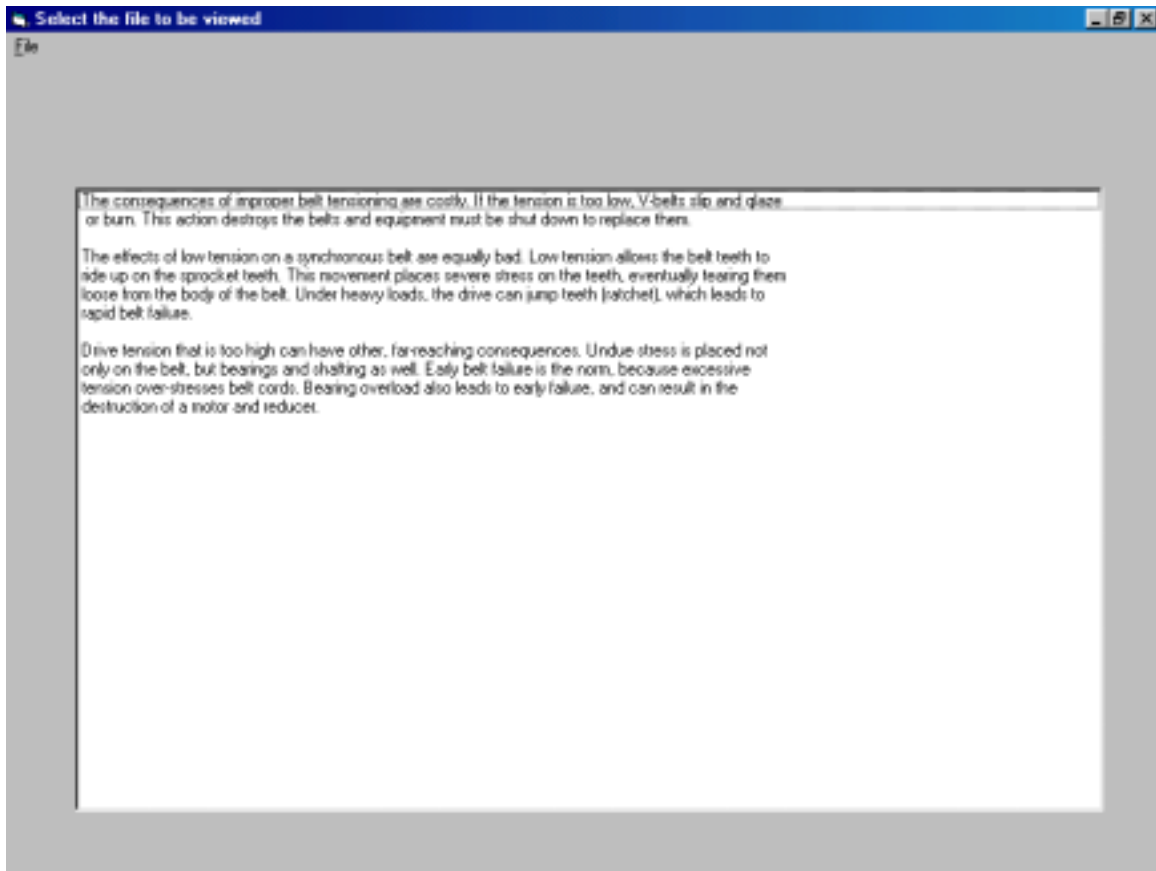 Select the file to be viewed
File
The consequences of improper belt tensioning are costly. If the tension is too low, V-belts slip and glaze
or burn. This action destroys the belts and equipment must be shut down to replace them.
The effects of low tension on a synchronous belt are equally bad. Low tension allows the belt teeth to
ride up on the sprocket teeth. This movement places severe stress on the teeth, eventually tearing them
loose from the body of the belt. Under heavy loads, the drive can jump teeth (ratchet), which leads to
rapid belt failure.
Drive tension that is too high can have other, far-reaching consequences. Undue stress is placed not
only on the belt, but bearings and shafting as well. Early belt failure is the norm, because excessive
tension over-stresses belt cords. Bearing overload also leads to early failure, and can result in the
destruction of a motor and reducer.